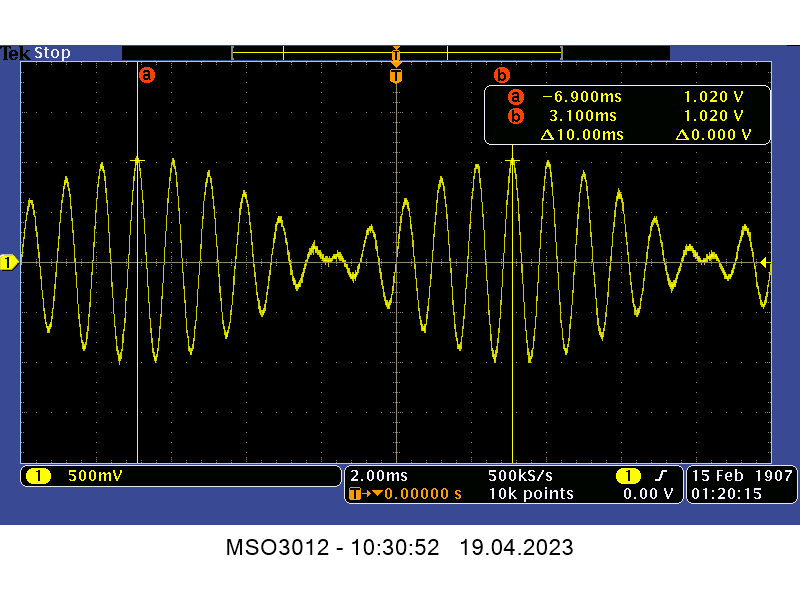 Tek Stop
a b
T
T
a −6.900ms 1.020 V
b 3.100ms 1.020 V
Δ10.00ms Δ0.000 V
1
1 500mV
2.00ms 500kS/s 1 0.00 V
T→▼0.00000 s 10k points
15 Feb 1907
01:20:15
MSO3012 - 10:30:52 19.04.2023